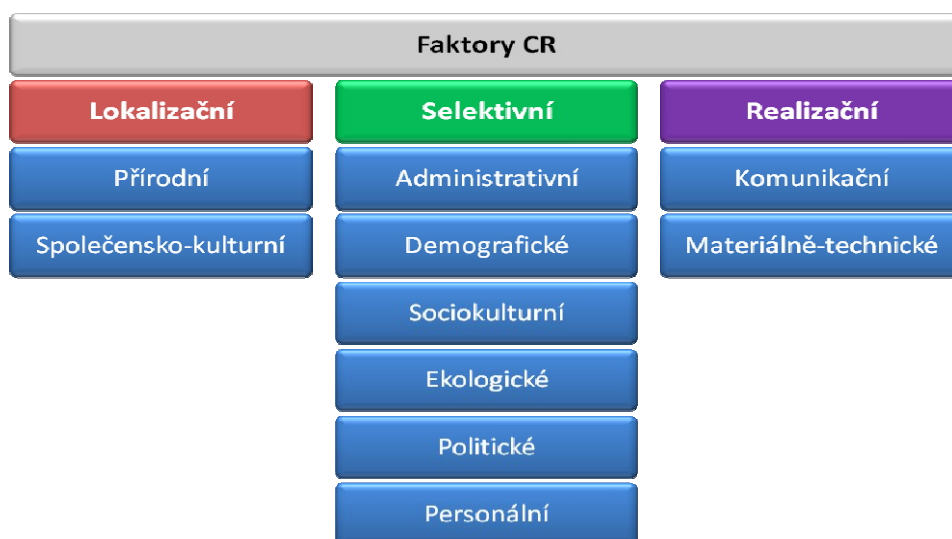 Faktory CR
Lokalizační
Selektivní
Realizační
Přírodní
Administrativní
Komunikační
Společensko-kulturní
Demografické
Materiálně-technické
Sociokulturní
Ekologické
Politické
Personální